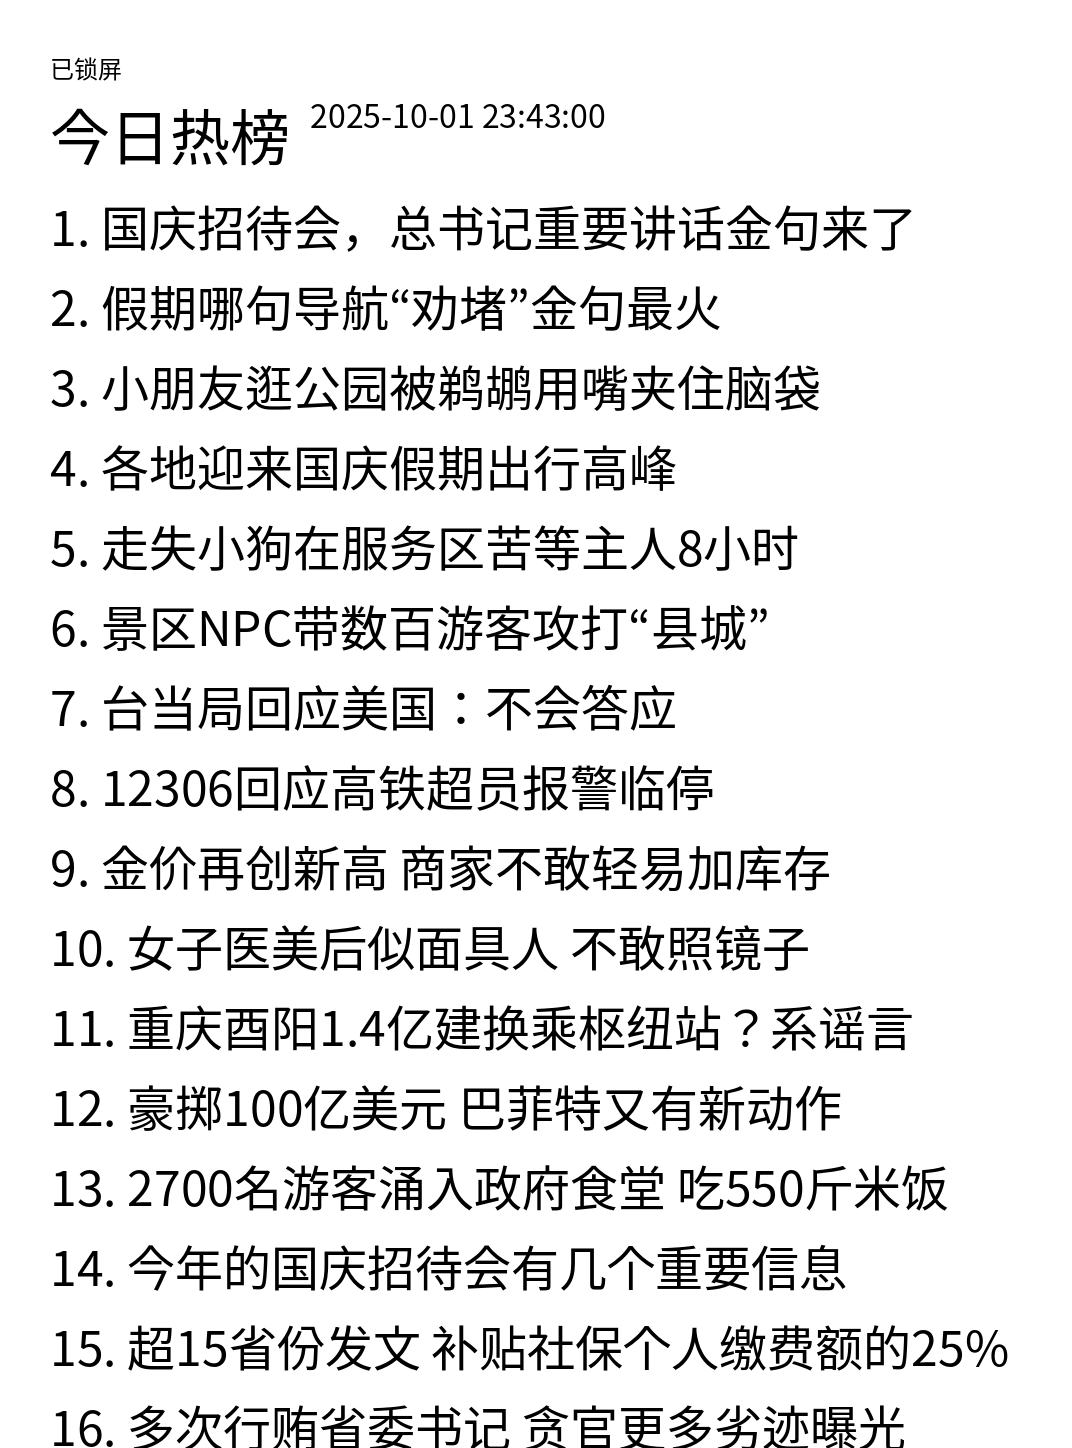 已锁屏
今日热榜 2025-10-01 23:43:00
1. 国庆招待会，总书记重要讲话金句来了
2. 假期哪句导航“劝堵”金句最火
3. 小朋友逛公园被鹈鹕用嘴夹住脑袋
4. 各地迎来国庆假期出行高峰
5. 走失小狗在服务区苦等主人8小时
6. 景区NPC带数百游客攻打“县城”
7. 台当局回应美国：不会答应
8. 12306回应高铁超员报警临停
9. 金价再创新高 商家不敢轻易加库存
10. 女子医美后似面具人 不敢照镜子
11. 重庆酉阳1.4亿建换乘枢纽站？系谣言
12. 豪掷100亿美元 巴菲特又有新动作
13. 2700名游客涌入政府食堂 吃550斤米饭
14. 今年的国庆招待会有几个重要信息
15. 超15省份发文 补贴社保个人缴费额的25%
16. 多次行贿省委书记 贪官更多劣迹曝光